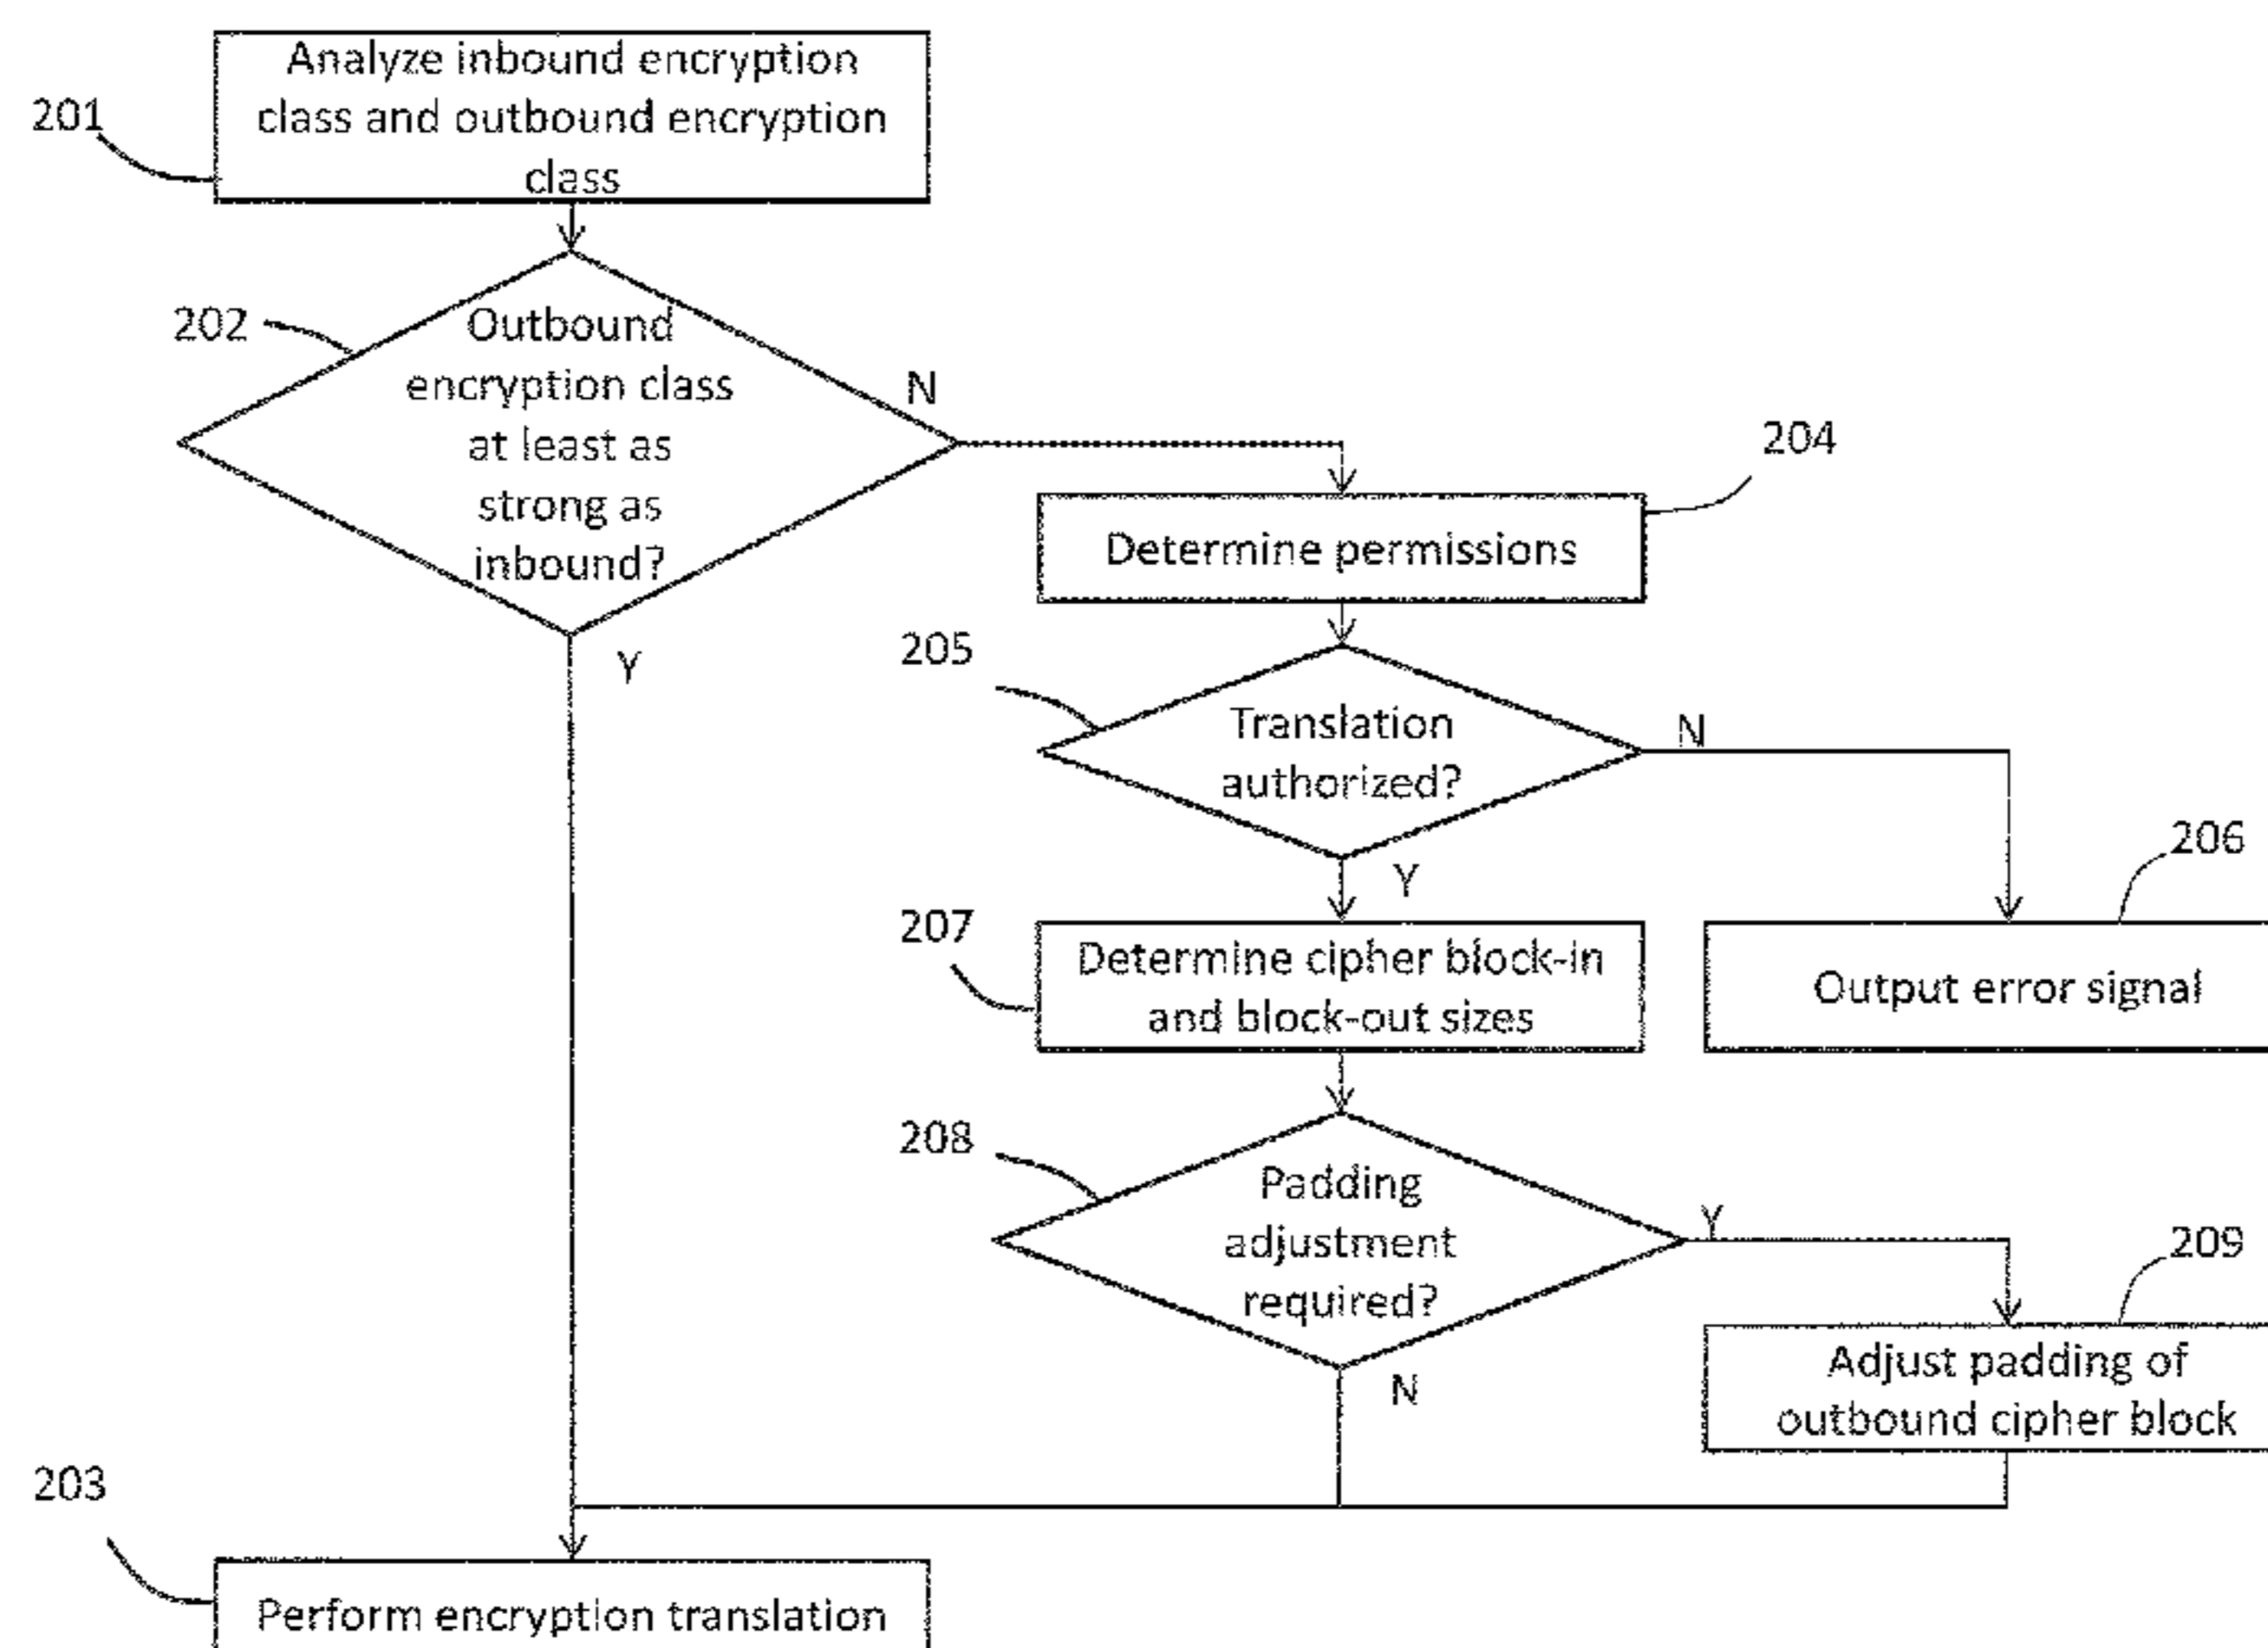 Analyze inbound encryption
class and outbound encryption
class
201
202
Outbound
encryption class
at least as
strong as
inbound?
N
Y
204
Determine permissions
205
Translation
authorized?
N
Y
206
Output error signal
207
Determine cipher block-in
and block-out sizes
208
Padding
adjustment
required?
Y
N
209
Adjust padding of
outbound cipher block
203
Perform encryption translation